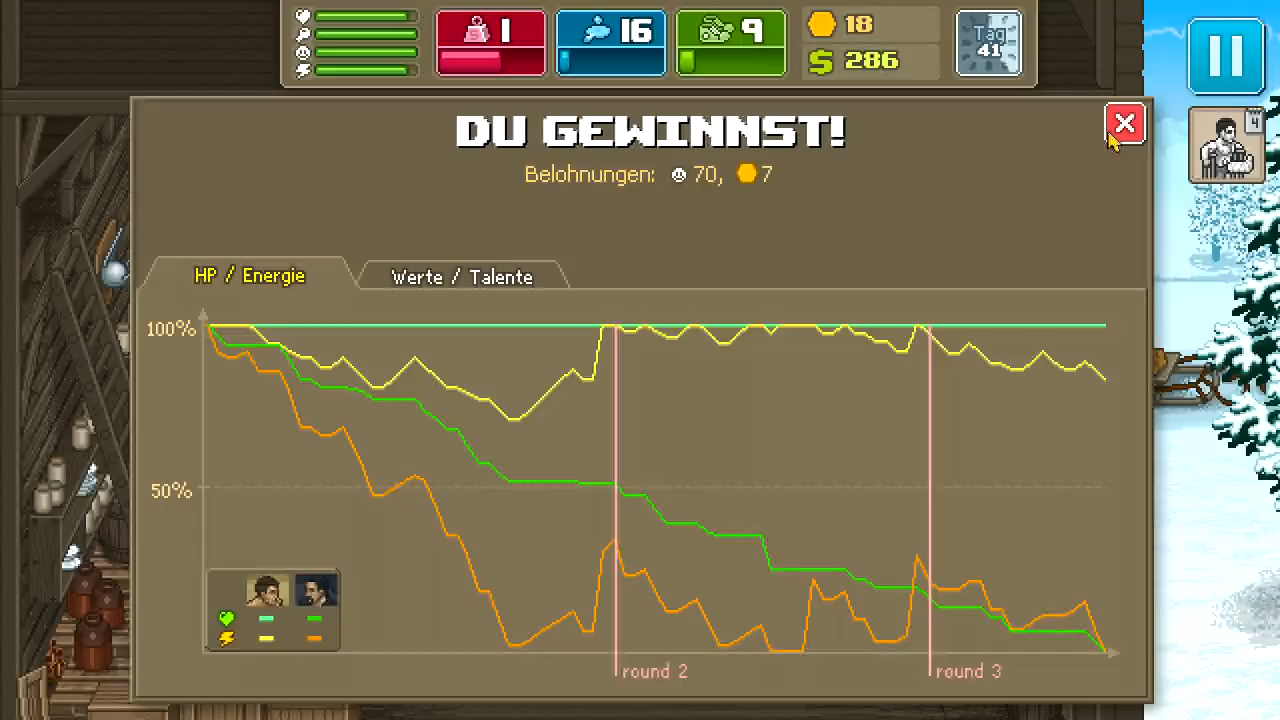 1
16
9
18
286
Tag
41
4
DU GEWINNST!
Belohnungen: 70, 7
HP / Energie
Werte / Talente
100%
50%
round 2
round 3